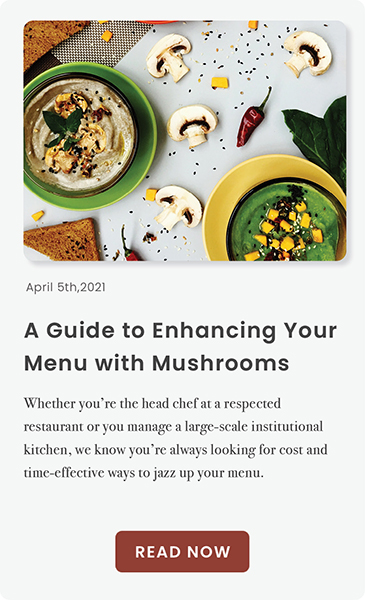 April 5th,2021
A Guide to Enhancing Your
Menu with Mushrooms
Whether you’re the head chef at a respected
restaurant or you manage a large-scale institutional
kitchen, we know you’re always looking for cost and
time-effective ways to jazz up your menu.
READ NOW